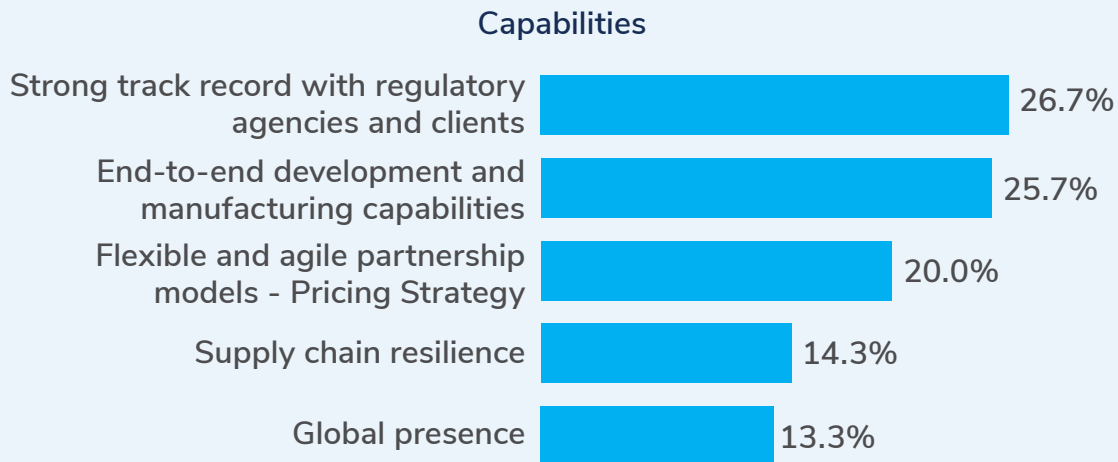 Capabilities
Strong track record with regulatory
agencies and clients
26.7%
End-to-end development and
manufacturing capabilities
25.7%
Flexible and agile partnership
models - Pricing Strategy
20.0%
Supply chain resilience
14.3%
Global presence
13.3%